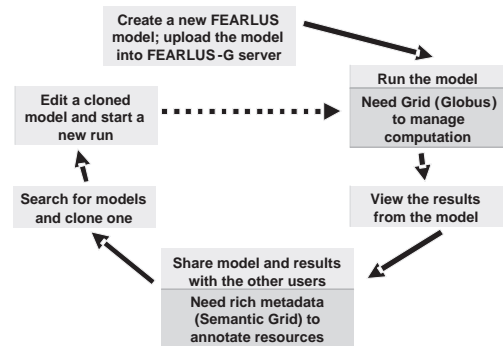 Create a new FEARLUS
model; upload the model
into FEARLUS-G server
Run the model
Need Grid (Globus)
to manage
computation
View the results
from the model
Share model and results
with the other users
Need rich metadata
(Semantic Grid) to
annotate resources
Search for models
and clone one
Edit a cloned
model and start a
new run